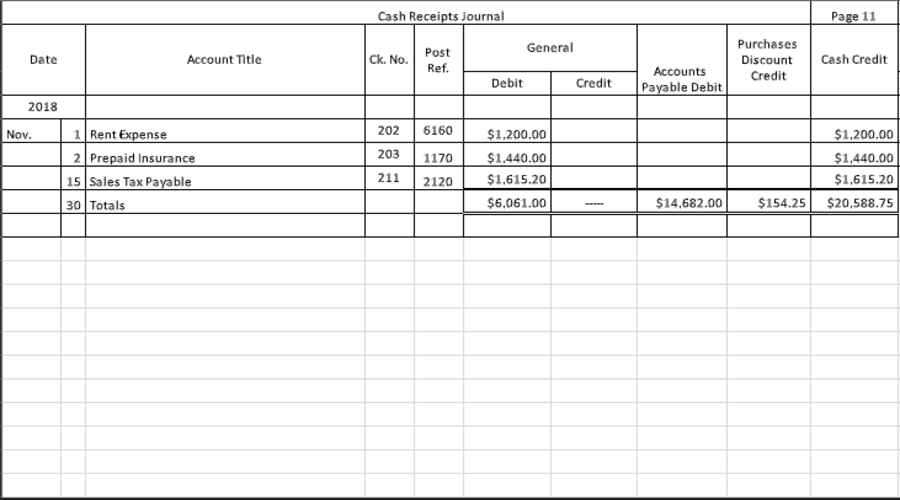 Cash Receipts Journal Page 11
Date Account Title Ck. No. Post Ref. General Accounts Payable Debit Purchases Discount Credit Cash Credit
Debit Credit
2018
Nov. 1 Rent Expense 202 6160 $1,200.00 $1,200.00
2 Prepaid Insurance 203 1170 $1,440.00 $1,440.00
15 Sales Tax Payable 211 2120 $1,615.20 $1,615.20
30 Totals $6,061.00 ----- $14,682.00 $154.25 $20,588.75